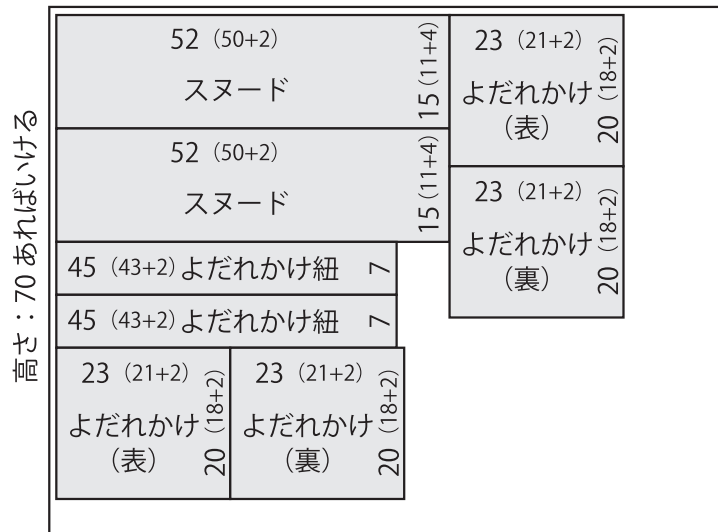 高さ：70 あればいける
52（50+2）
スヌード
15（11+4）
23（21+2）
よだれかけ
（表）
20（18+2）
52（50+2）
スヌード
15（11+4）
23（21+2）
よだれかけ
（裏）
20（18+2）
45（43+2）よだれかけ紐 7
45（43+2）よだれかけ紐 7
23（21+2）
よだれかけ
（表）
20（18+2）
23（21+2）
よだれかけ
（裏）
20（18+2）